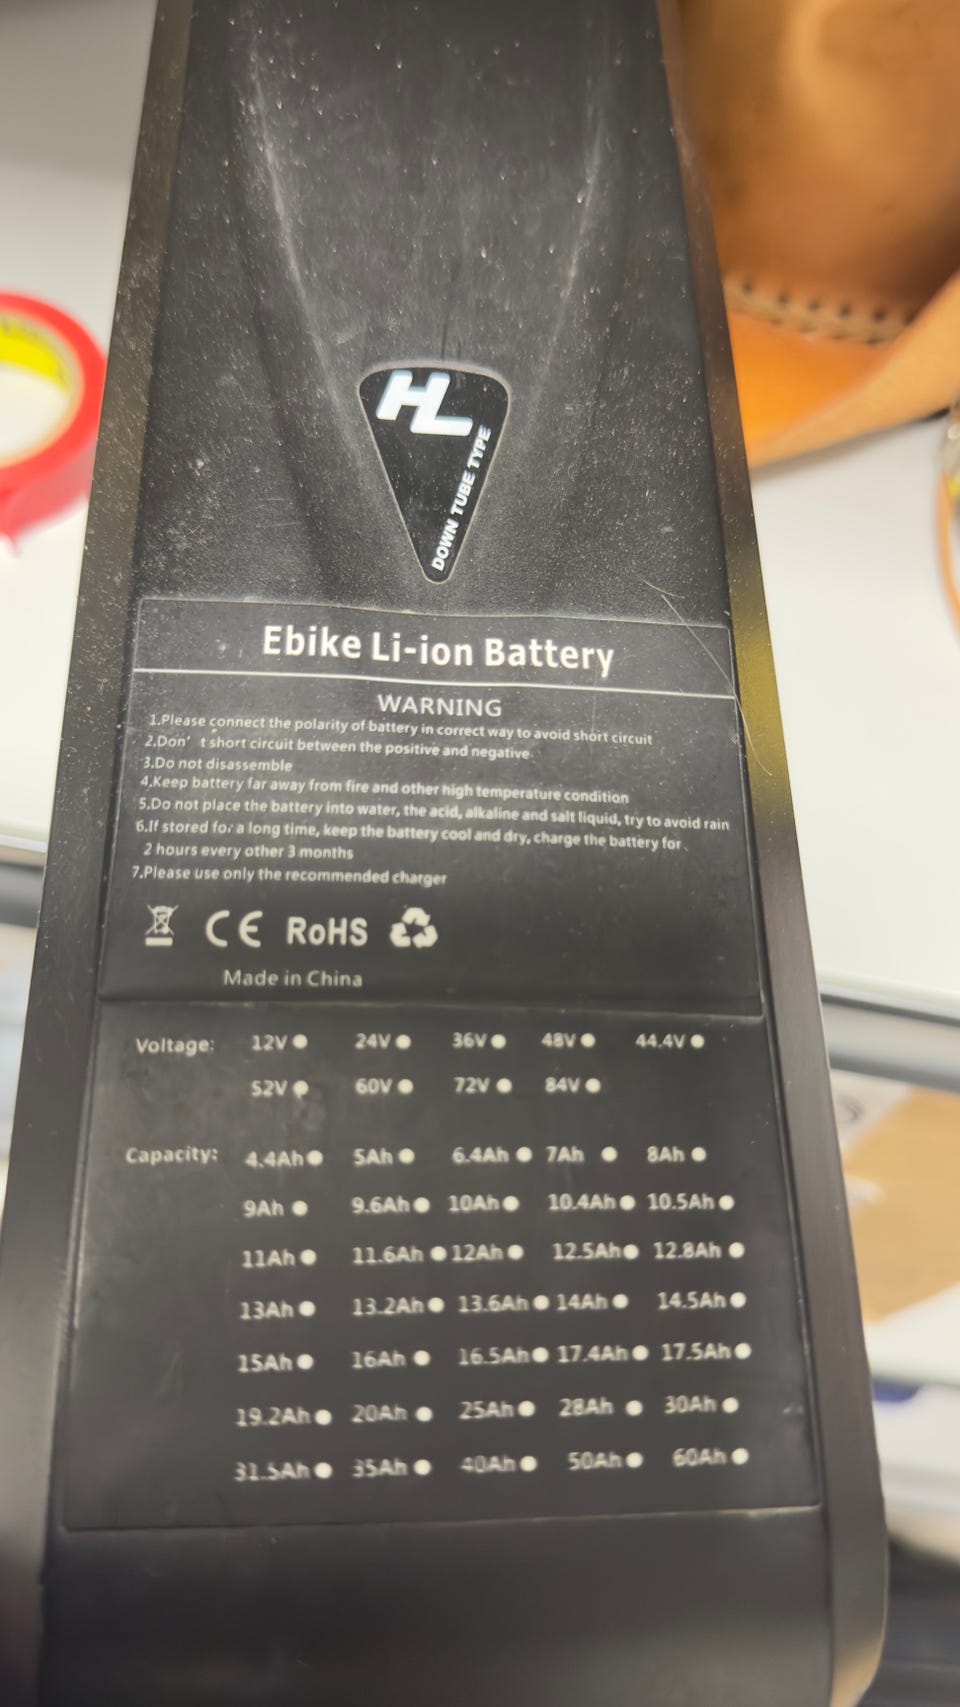 HL
DOWN TUBE TYPE
Ebike Li-ion Battery
WARNING
1.Please connect the polarity of battery in correct way to avoid short circuit
2.Don't short circuit between the positive and negative
3.Do not disassemble
4.Keep battery far away from fire and other high temperature condition
5.Do not place the battery into water, the acid, alkaline and salt liquid, try to avoid rain
6.If stored for a long time, keep the battery cool and dry, charge the battery for
2 hours every other 3 months
7.Please use only the recommended charger
CE RoHS
Made in China
Voltage: 12V 24V 36V 48V 44.4V
52V 60V 72V 84V
Capacity: 4.4Ah 5Ah 6.4Ah 7Ah 8Ah
9Ah 9.6Ah 10Ah 10.4Ah 10.5Ah
11Ah 11.6Ah 12Ah 12.5Ah 12.8Ah
13Ah 13.2Ah 13.6Ah 14Ah 14.5Ah
15Ah 16Ah 16.5Ah 17.4Ah 17.5Ah
19.2Ah 20Ah 25Ah 28Ah 30Ah
31.5Ah 35Ah 40Ah 50Ah 60Ah